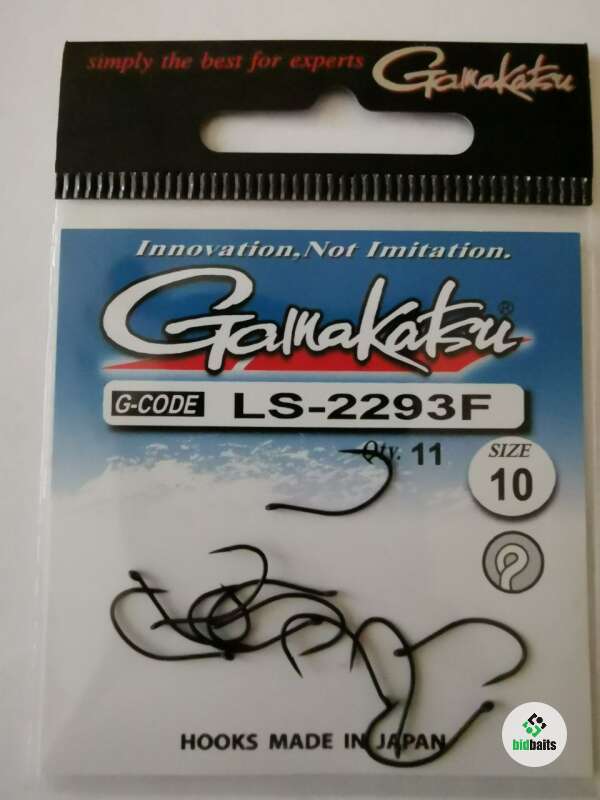 simply the best for experts Gamakatsu
Innovation, Not Imitation.
Gamakatsu®
G-CODE LS-2293F
Qty. 11
SIZE
10
HOOKS MADE IN JAPAN
bidbaits